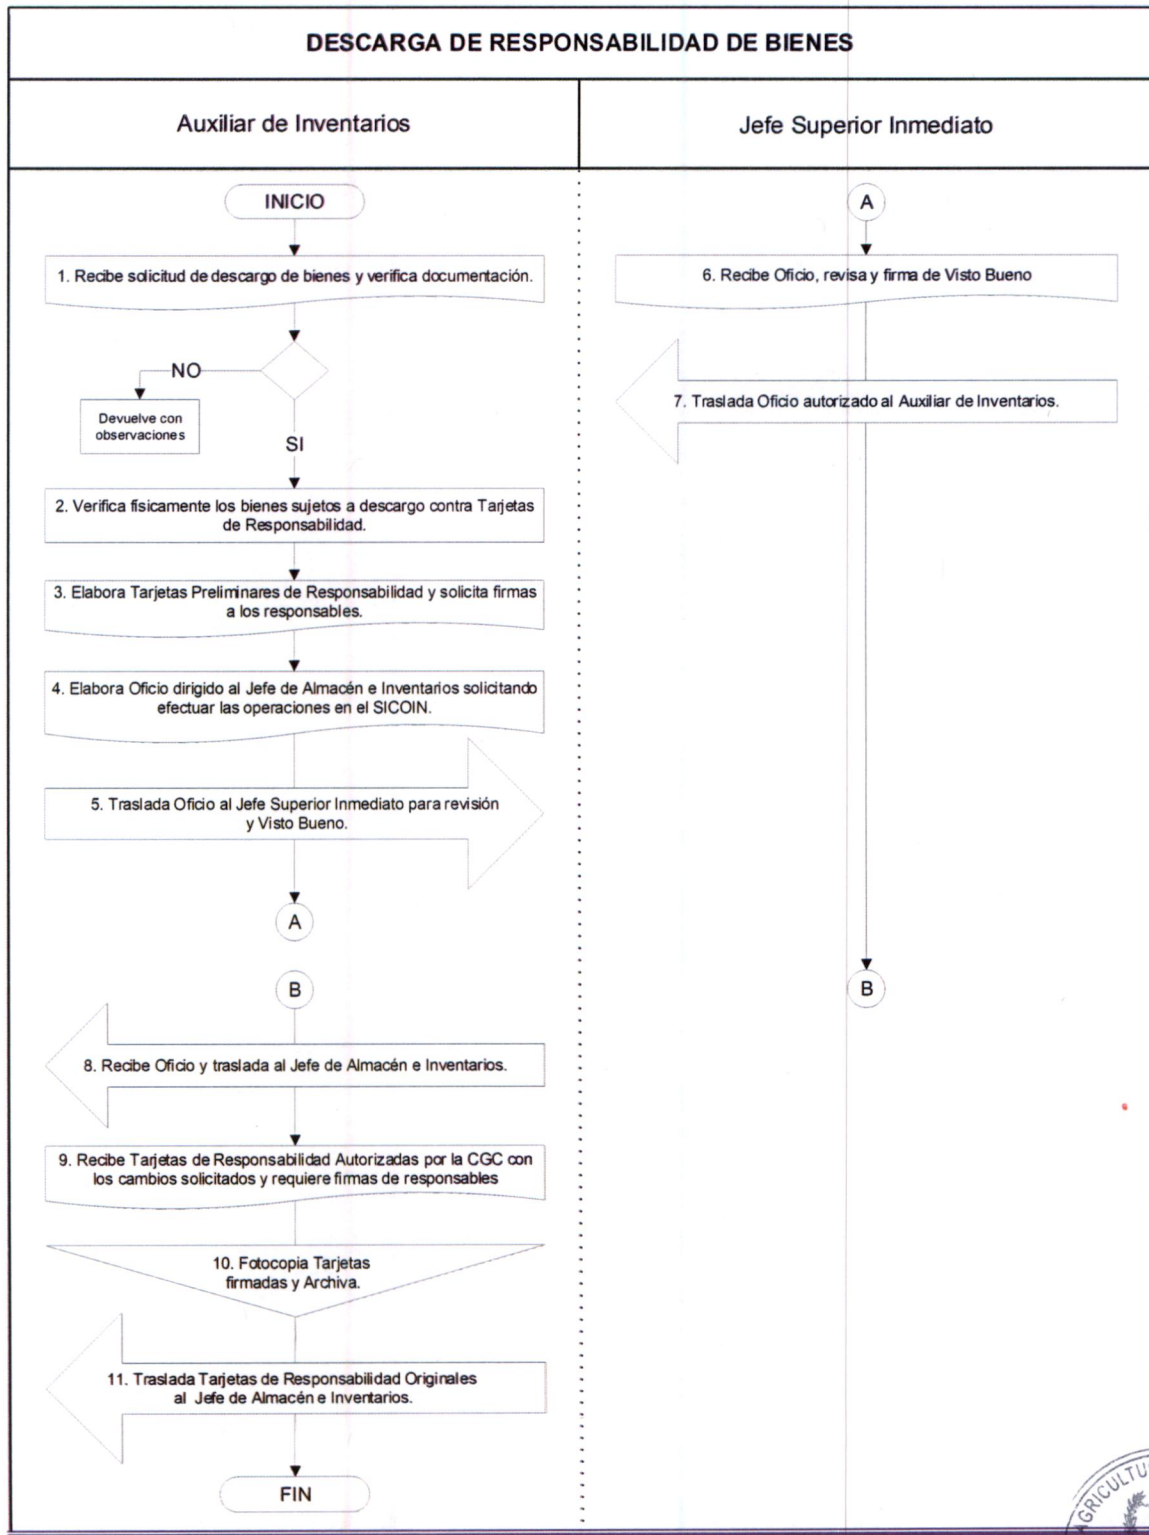 DESCARGA DE RESPONSABILIDAD DE BIENES
Auxiliar de Inventarios
Jefe Superior Inmediato
INICIO
1. Recibe solicitud de descargo de bienes y verifica documentación.
NO
Devuelve con
observaciones
SI
2. Verifica físicamente los bienes sujetos a descargo contra Tarjetas
de Responsabilidad.
3. Elabora Tarjetas Preliminares de Responsabilidad y solicita firmas
a los responsables.
4. Elabora Oficio dirigido al Jefe de Almacén e Inventarios solicitando
efectuar las operaciones en el SICOIN.
5. Traslada Oficio al Jefe Superior Inmediato para revisión
y Visto Bueno.
A
A
6. Recibe Oficio, revisa y firma de Visto Bueno
7. Traslada Oficio autorizado al Auxiliar de Inventarios.
B
B
8. Recibe Oficio y traslada al Jefe de Almacén e Inventarios.
9. Recibe Tarjetas de Responsabilidad Autorizadas por la CGC con
los cambios solicitados y requiere firmas de responsables
10. Fotocopia Tarjetas
firmadas y Archiva.
11. Traslada Tarjetas de Responsabilidad Originales
al Jefe de Almacén e Inventarios.
FIN
AGRICULTU